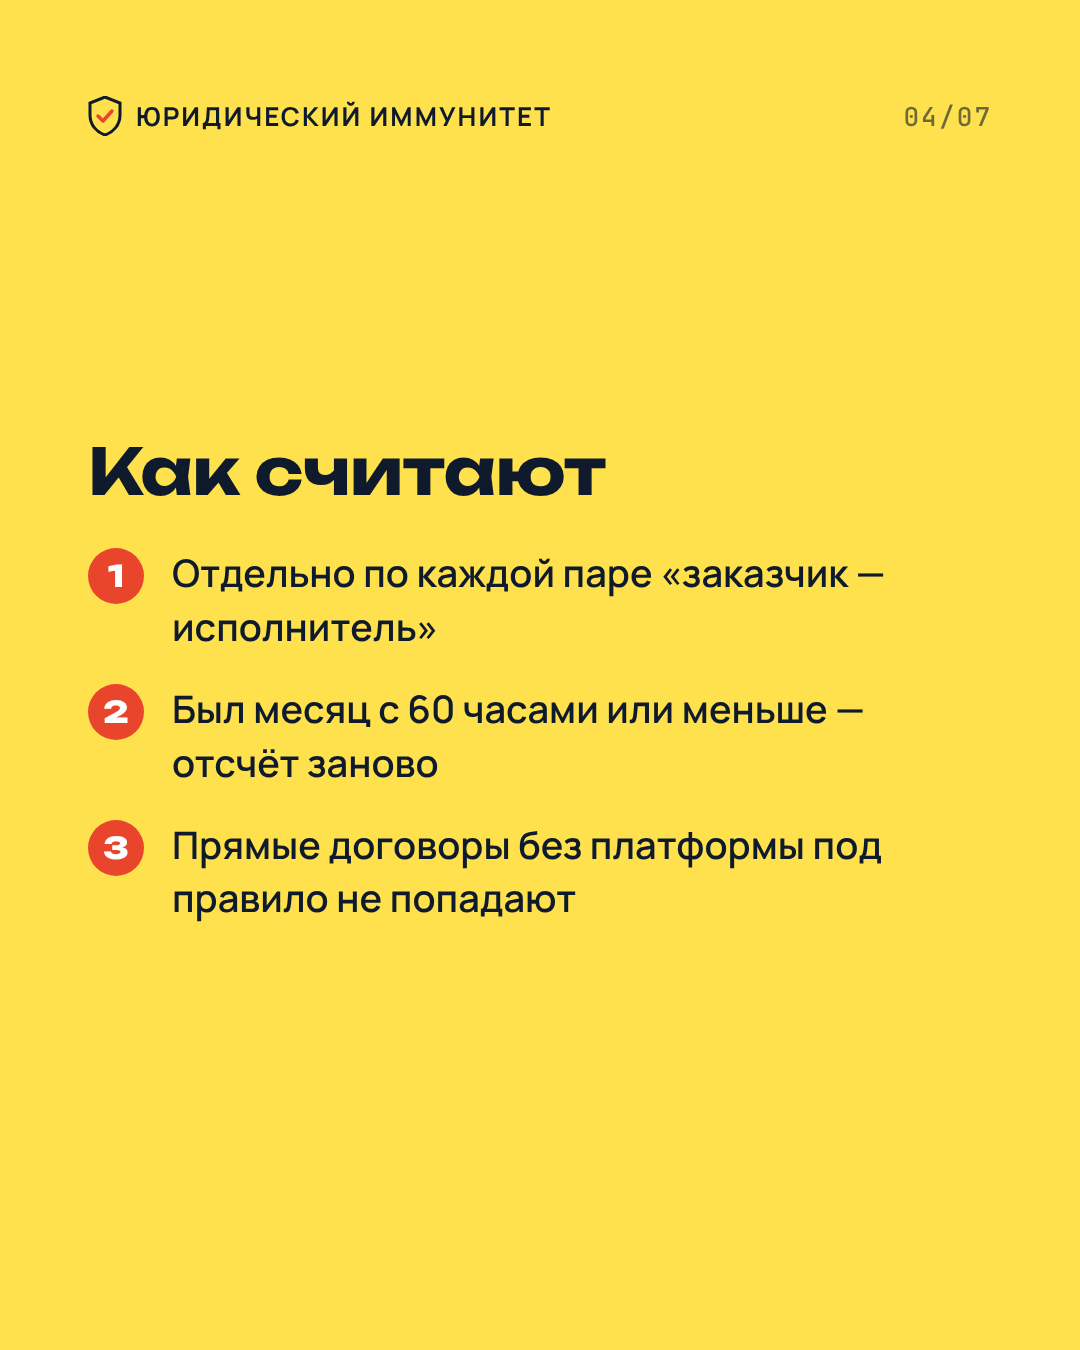 ЮРИДИЧЕСКИЙ ИММУНИТЕТ
04/07
Как считают
1 Отдельно по каждой паре «заказчик —
исполнитель»
2 Был месяц с 60 часами или меньше —
отсчёт заново
3 Прямые договоры без платформы под
правило не попадают